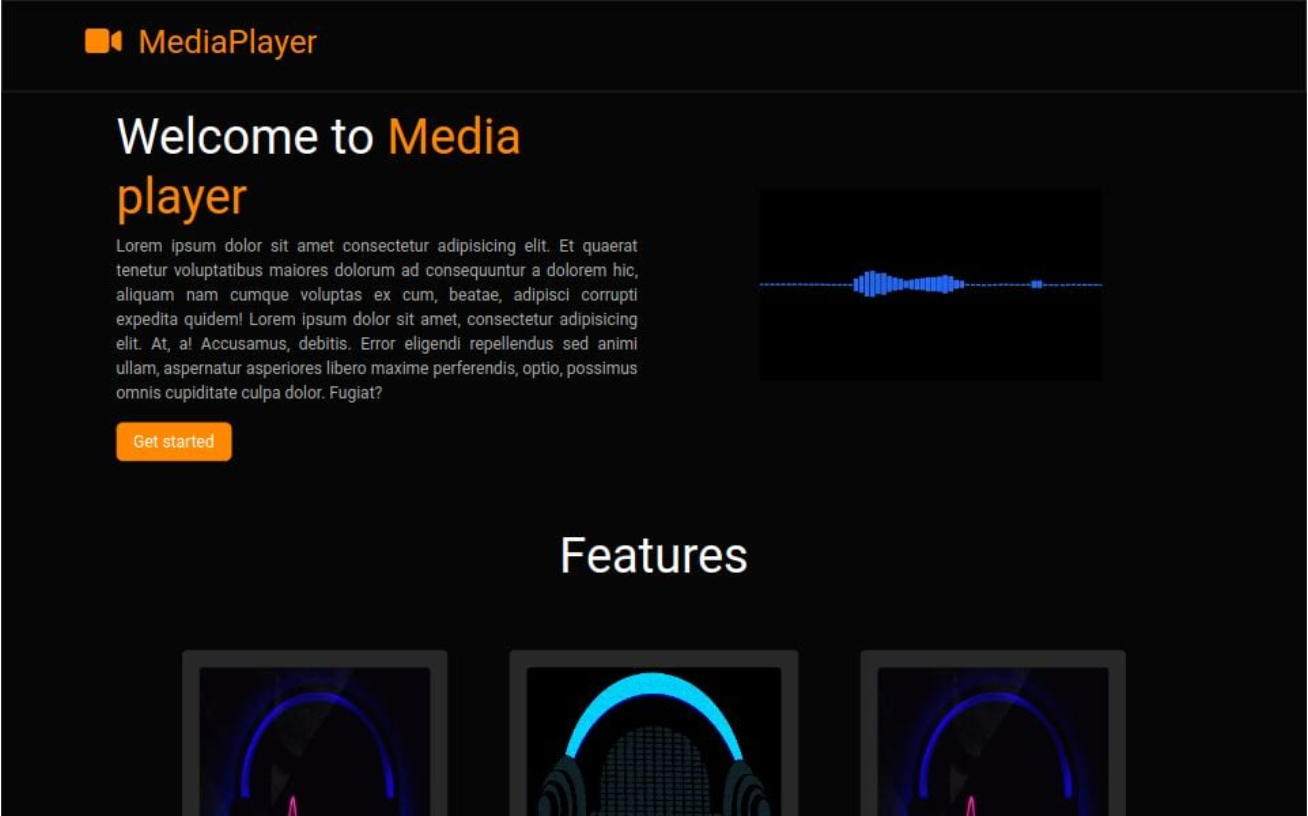 MediaPlayer
Welcome to Media
player
Lorem ipsum dolor sit amet consectetur adipisicing elit. Et quaerat
tenetur voluptatibus maiores dolorum ad consequuntur a dolorem hic,
aliquam nam cumque voluptas ex cum, beatae, adipisci corrupti
expedita quidem! Lorem ipsum dolor sit amet, consectetur adipisicing
elit. At, a! Accusamus, debitis. Error eligendi repellendus sed animi
ullam, aspernatur asperiores libero maxime perferendis, optio, possimus
omnis cupiditate culpa dolor. Fugiat?
Get started
Features